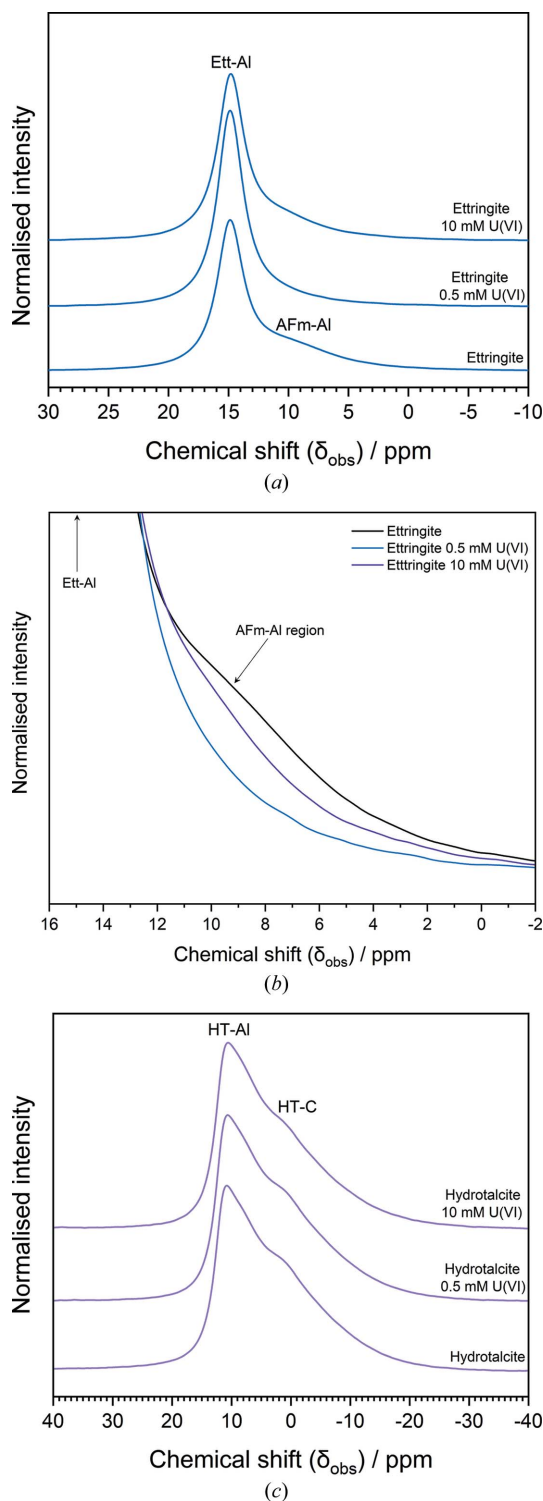 Normalised intensity
Ett-Al
AFm-Al
Ettringite
10 mM U(VI)
Ettringite
0.5 mM U(VI)
Ettringite
30 25 20 15 10 5 0 -5 -10
Chemical shift (δobs) / ppm
(a)
Normalised intensity
Ett-Al
AFm-Al region
Ettringite
Ettringite 0.5 mM U(VI)
Etttringite 10 mM U(VI)
16 14 12 10 8 6 4 2 0 -2
Chemical shift (δobs) / ppm
(b)
Normalised intensity
HT-Al
HT-C
Hydrotalcite
10 mM U(VI)
Hydrotalcite
0.5 mM U(VI)
Hydrotalcite
40 30 20 10 0 -10 -20 -30 -40
Chemical shift (δobs) / ppm
(c)